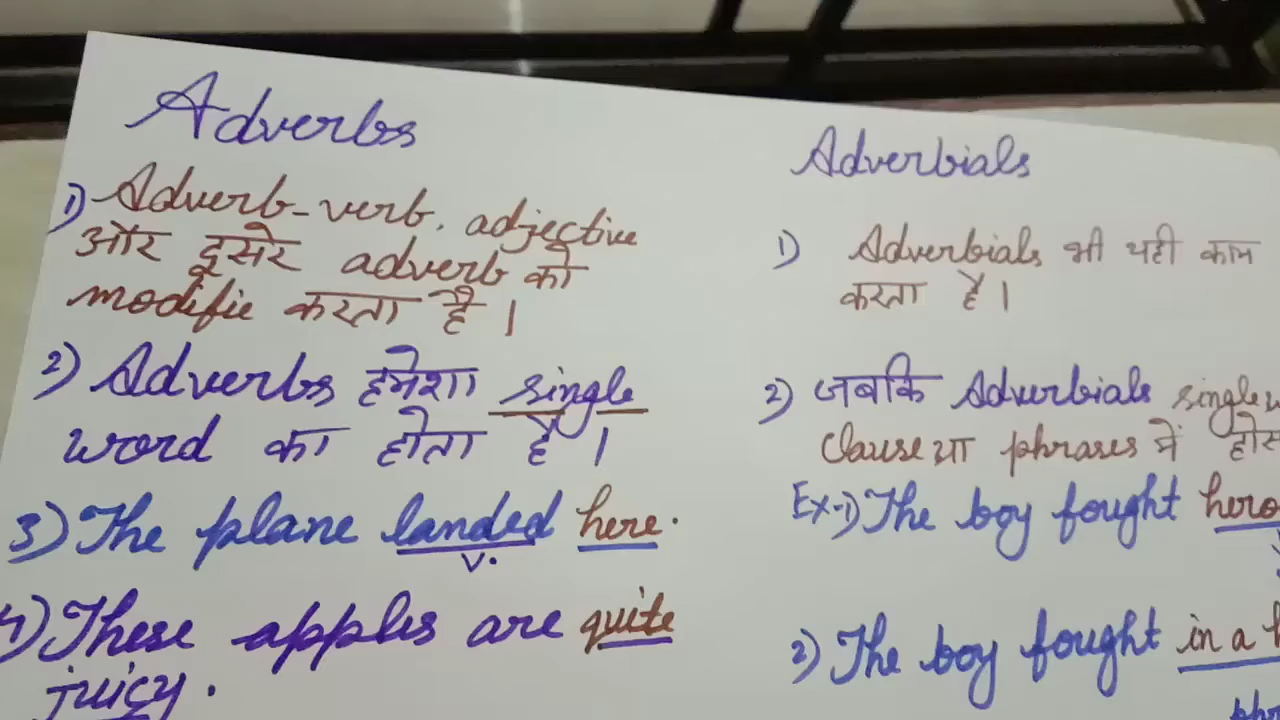 Adverbs
1) Adverb-verb, adjective
और दूसरे adverb को
modifie करता है।
2) Adverbs हमेशा single
word का होता है।
3) The plane landed here.
V.
4) These apples are quite
juicy.
Adverbials
1) Adverbials भी यही काम
करता है।
2) जबकि Adverbials single
clause या phrases में
Ex-1) The boy fought
2) The boy fought in a